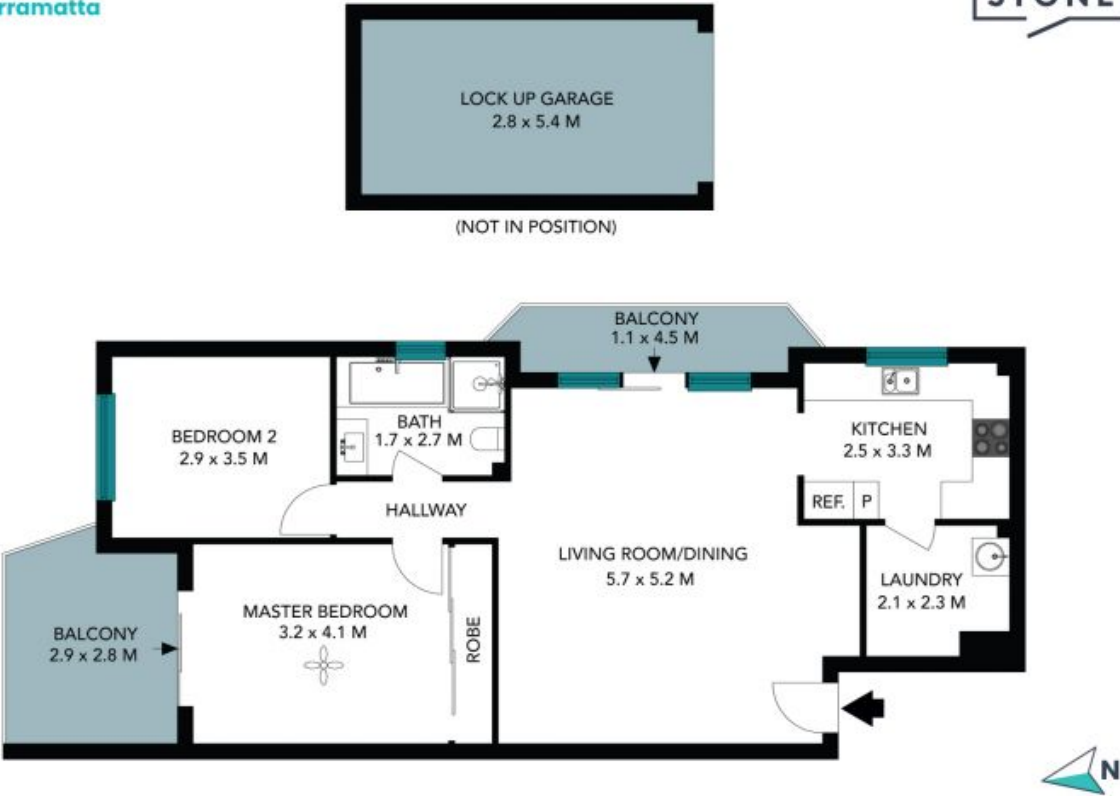 rramatta
STONE
LOCK UP GARAGE
2.8 x 5.4 M
(NOT IN POSITION)
BALCONY
1.1 x 4.5 M
BEDROOM 2
2.9 x 3.5 M
BATH
1.7 x 2.7 M
KITCHEN
2.5 x 3.3 M
REF. P
HALLWAY
LIVING ROOM/DINING
5.7 x 5.2 M
LAUNDRY
2.1 x 2.3 M
MASTER BEDROOM
3.2 x 4.1 M
ROBE
BALCONY
2.9 x 2.8 M
N